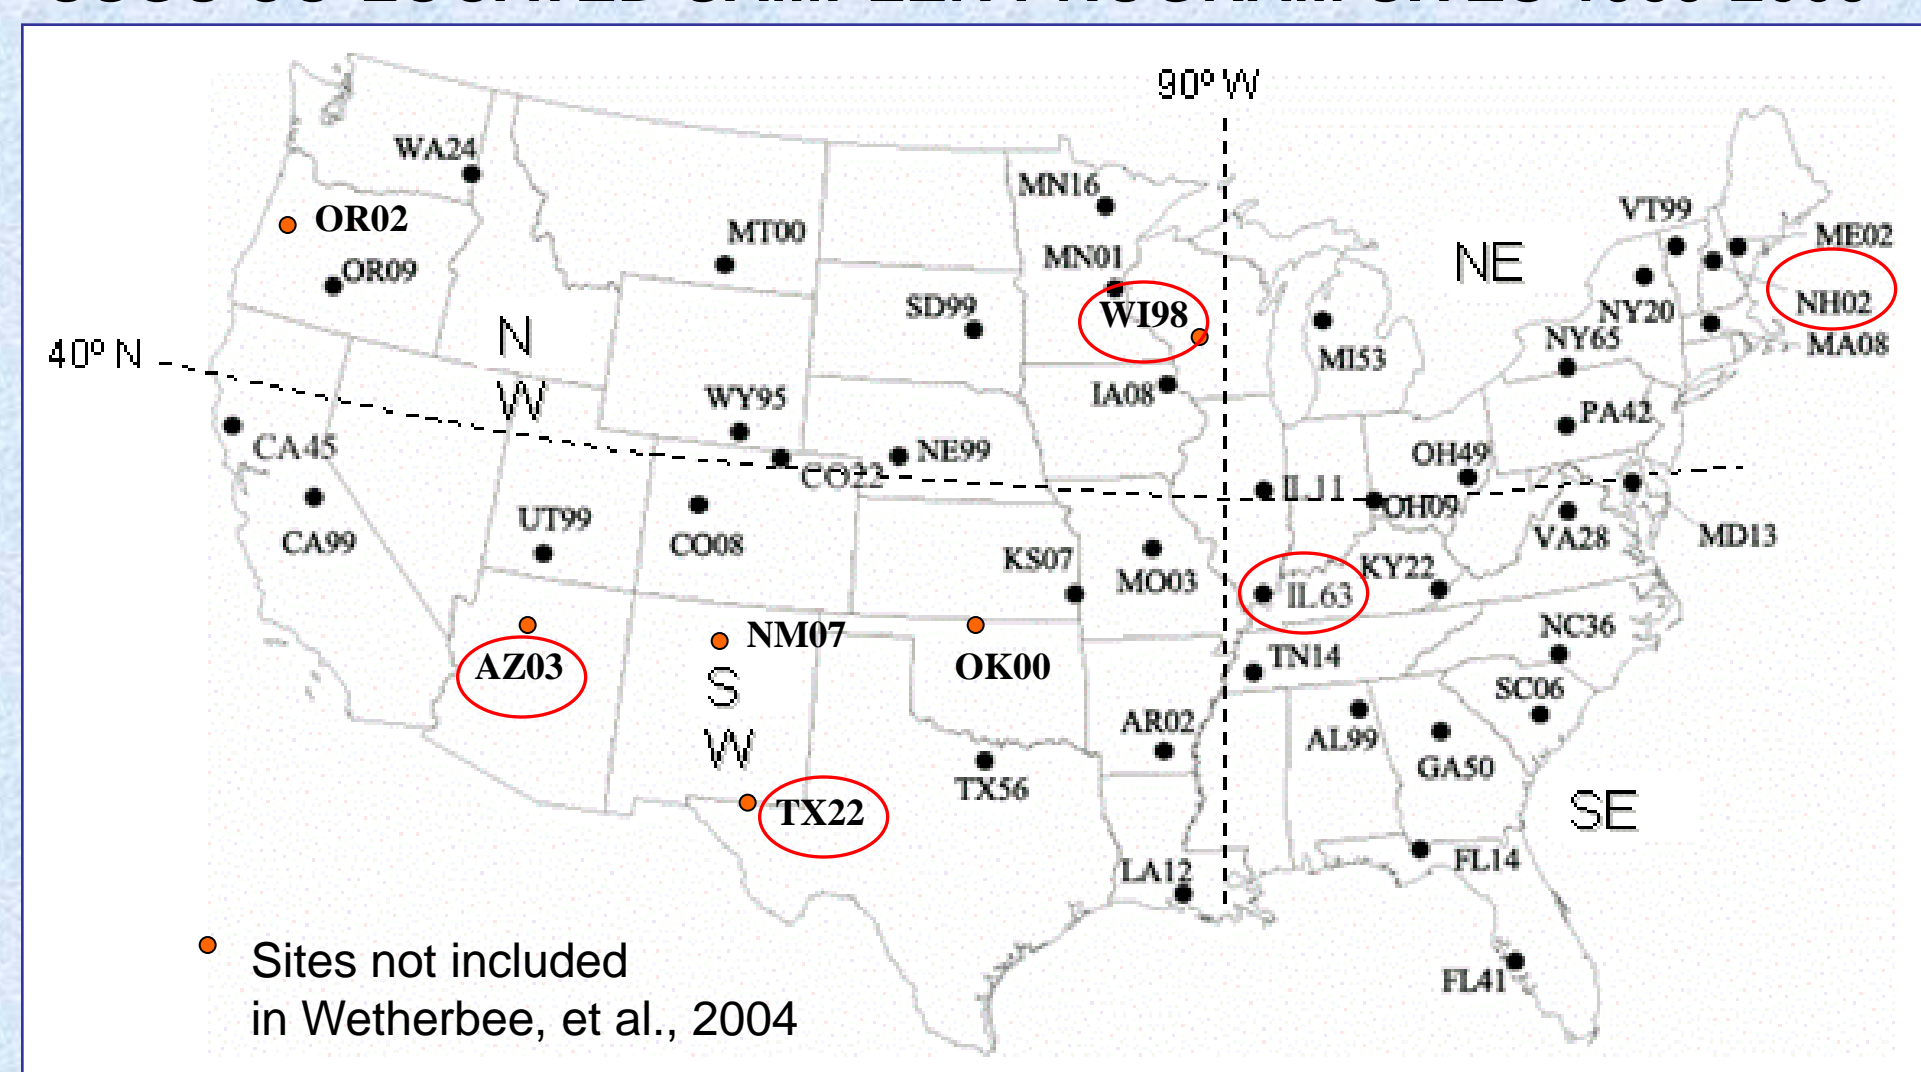 90º W
WA24
MN16
VT99
OR02
MT00
ME02
NE
MN01
OR09
NH02
SD99
WI98
NY20
N
W
40º N
NY65
MA08
MI53
WY95
IA08
PA42
CA45
NE99
OH49
CO22
IL11
OH09
UT99
CO08
VA28
MD13
CA99
KS07
MO03
KY22
IL63
NM07
NC36
AZ03
OK00
TN14
S
W
SC06
AR02
AL99
GA50
TX56
TX22
SE
FL14
LA12
Sites not included
in Wetherbee, et al., 2004
FL41